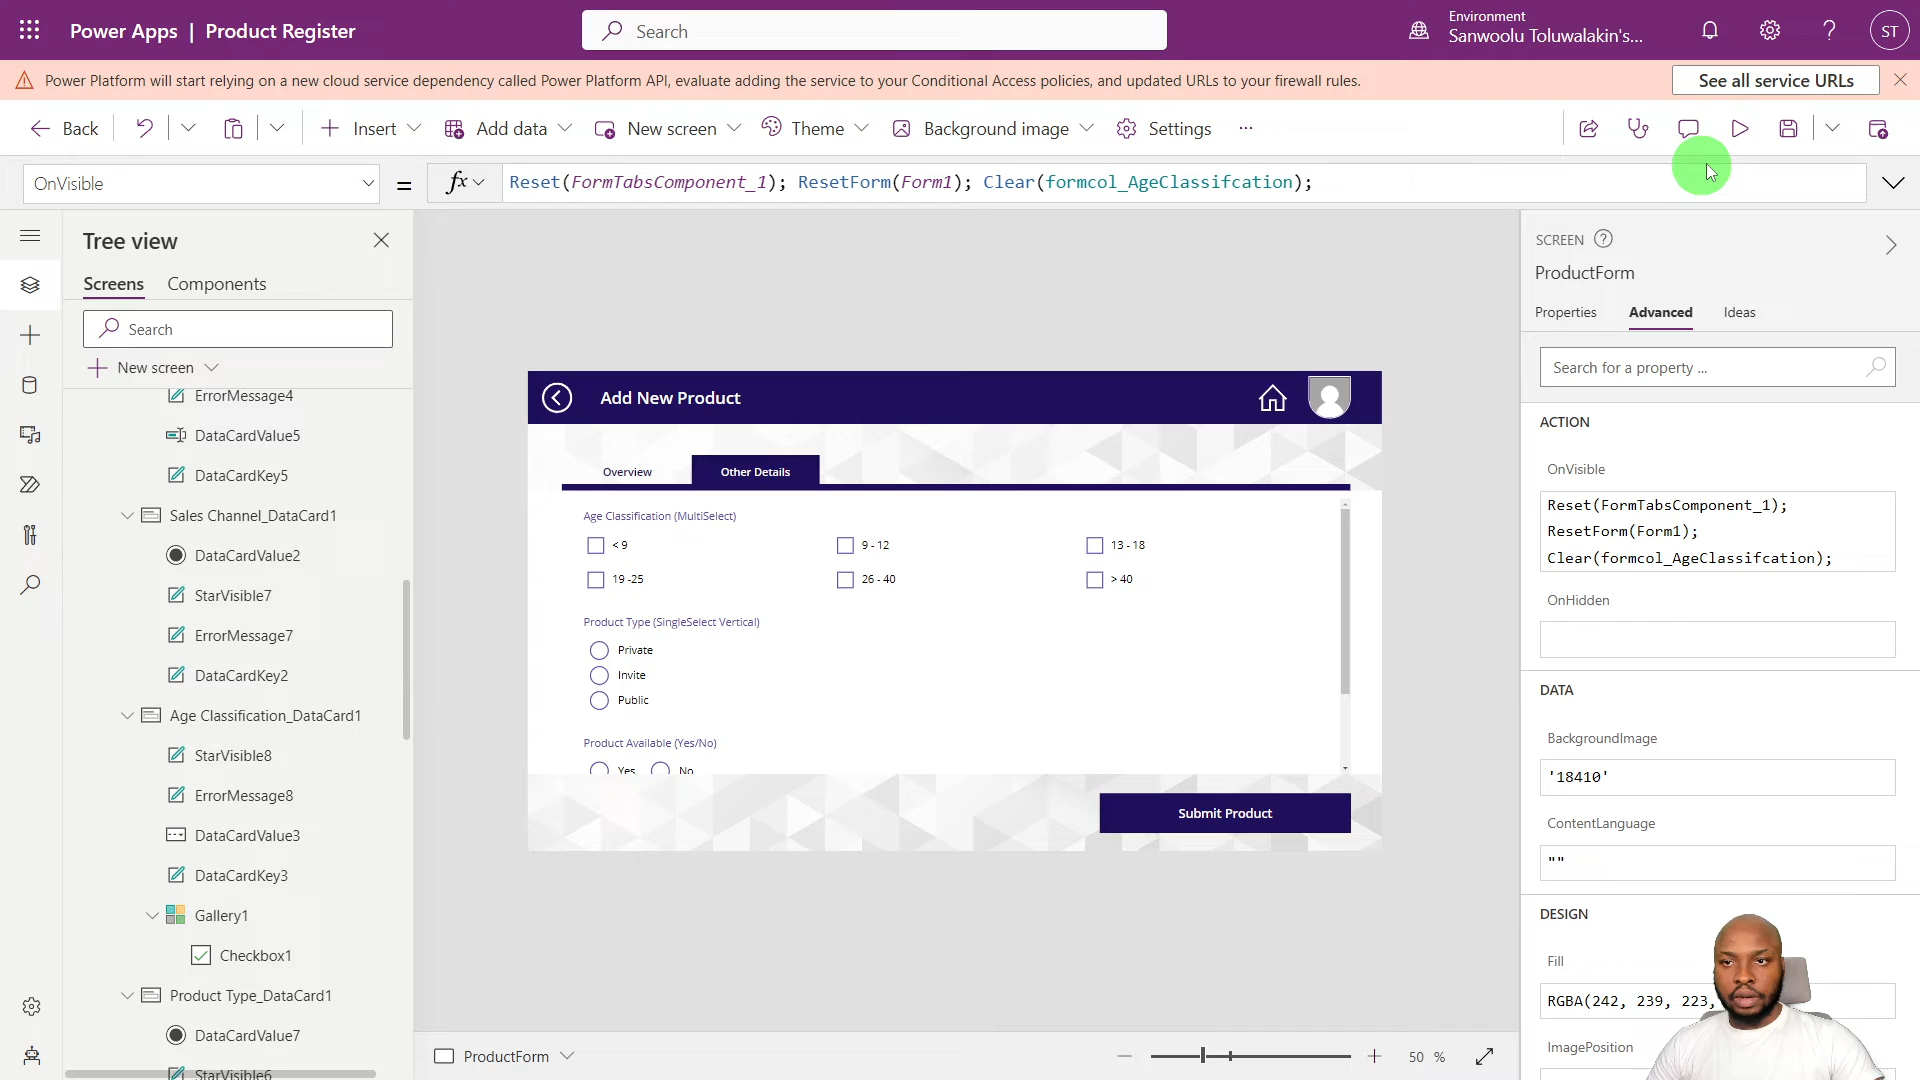 Power Apps | Product Register
Search
Environment
Sanwoolu Toluwalakin's...
ST
Power Platform will start relying on a new cloud service dependency called Power Platform API, evaluate adding the service to your Conditional Access policies, and updated URLs to your firewall rules.
See all service URLs
Back
Insert
Add data
New screen
Theme
Background image
Settings
...
OnVisible
= fx
Reset(FormTabsComponent_1); ResetForm(Form1); Clear(formcol_AgeClassifcation);
Tree view
Screens
Components
Search
New screen
ErrorMessage4
DataCardValue5
DataCardKey5
Sales Channel_DataCard1
DataCardValue2
StarVisible7
ErrorMessage7
DataCardKey2
Age Classification_DataCard1
StarVisible8
ErrorMessage8
DataCardValue3
DataCardKey3
Gallery1
Checkbox1
Product Type_DataCard1
DataCardValue7
StarVisible6
Add New Product
Overview
Other Details
Age Classification (MultiSelect)
< 9
9 - 12
13 - 18
19 -25
26 - 40
> 40
Product Type (SingleSelect Vertical)
Private
Invite
Public
Product Available (Yes/No)
Yes
No
Submit Product
ProductForm
50 %
SCREEN
ProductForm
Properties
Advanced
Ideas
Search for a property ...
ACTION
OnVisible
Reset(FormTabsComponent_1);
ResetForm(Form1);
Clear(formcol_AgeClassifcation);
OnHidden
DATA
BackgroundImage
'18410'
ContentLanguage
""
DESIGN
Fill
RGBA(242, 239, 223,
ImagePosition